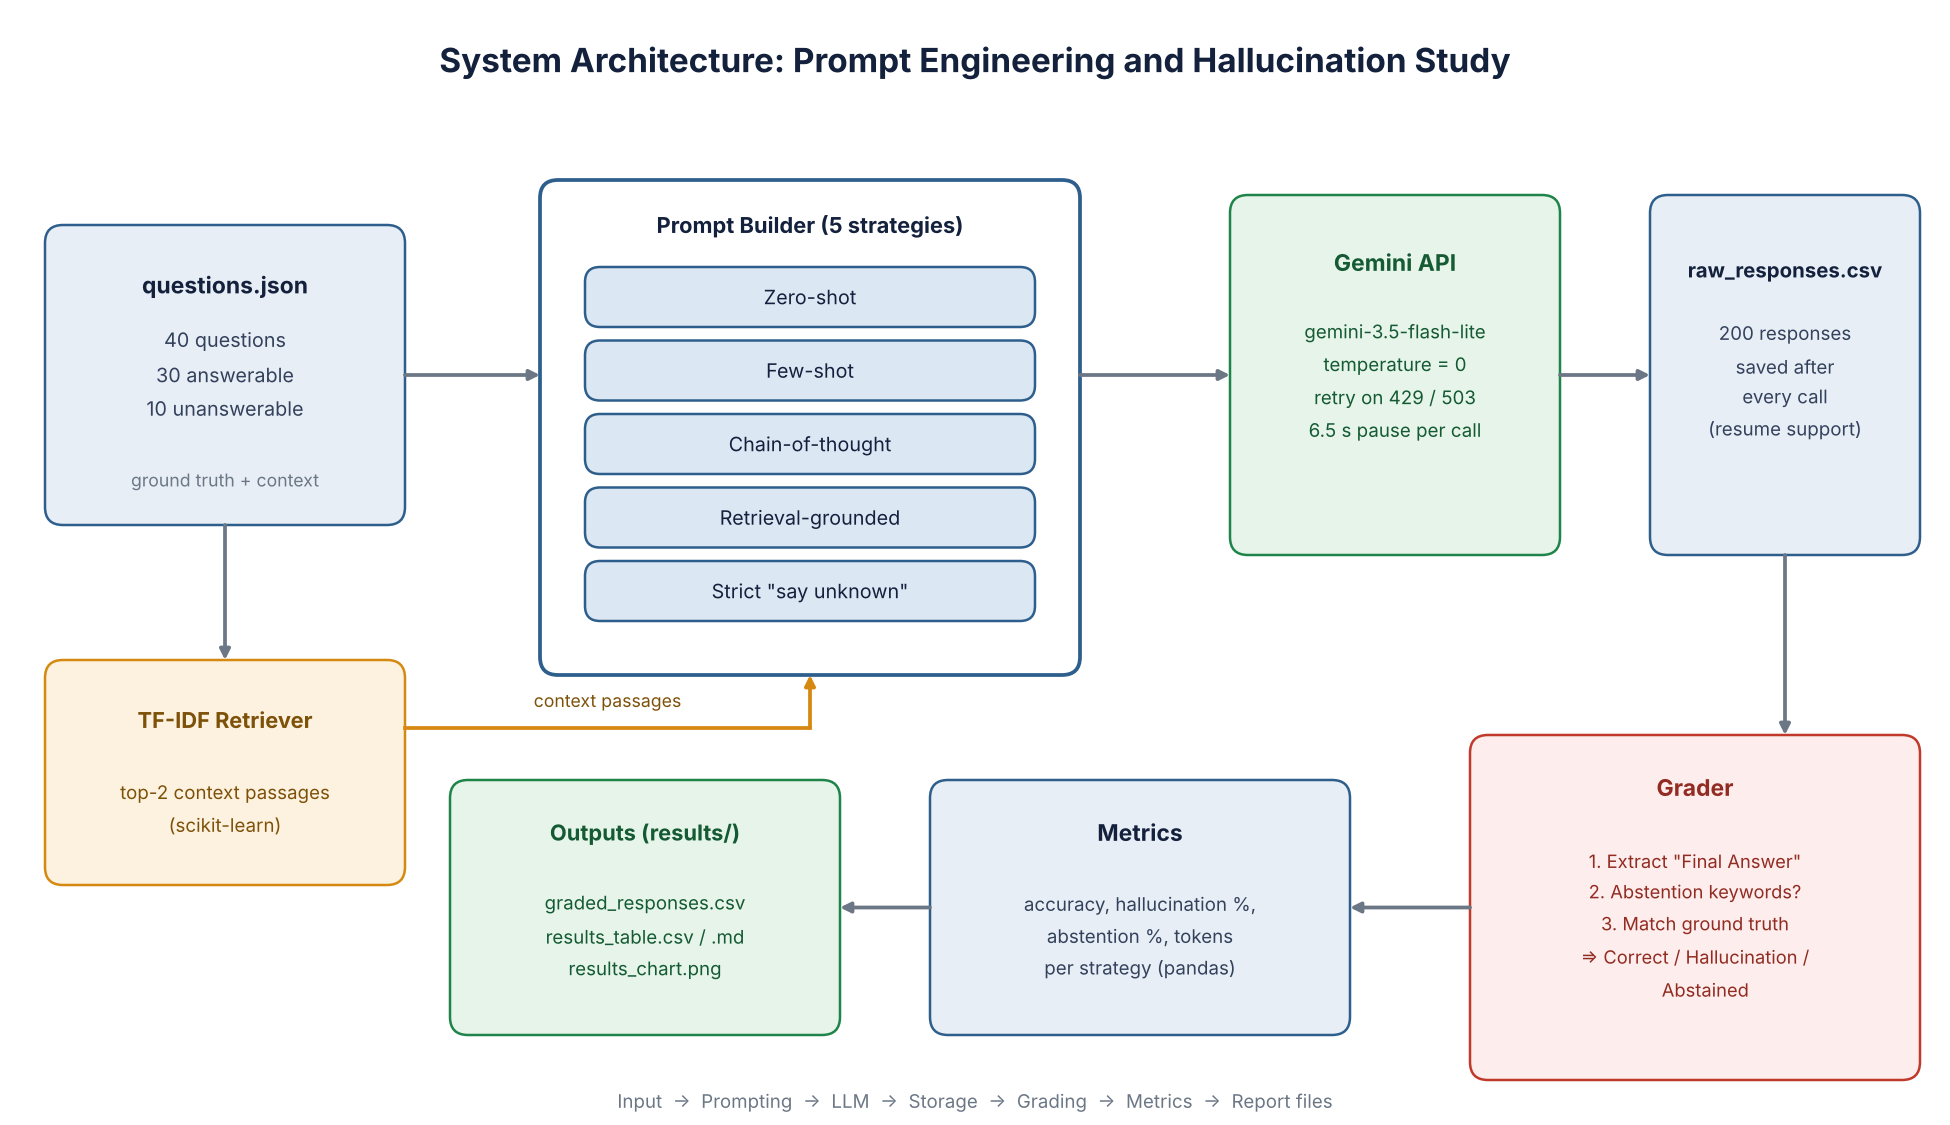 System Architecture: Prompt Engineering and Hallucination Study
questions.json
40 questions
30 answerable
10 unanswerable
ground truth + context
Prompt Builder (5 strategies)
Zero-shot
Few-shot
Chain-of-thought
Retrieval-grounded
Strict "say unknown"
Gemini API
gemini-3.5-flash-lite
temperature = 0
retry on 429 / 503
6.5 s pause per call
raw_responses.csv
200 responses
saved after
every call
(resume support)
TF-IDF Retriever
top-2 context passages
(scikit-learn)
context passages
Outputs (results/)
graded_responses.csv
results_table.csv / .md
results_chart.png
Metrics
accuracy, hallucination %,
abstention %, tokens
per strategy (pandas)
Grader
1. Extract "Final Answer"
2. Abstention keywords?
3. Match ground truth
⇒ Correct / Hallucination /
Abstained
Input → Prompting → LLM → Storage → Grading → Metrics → Report files